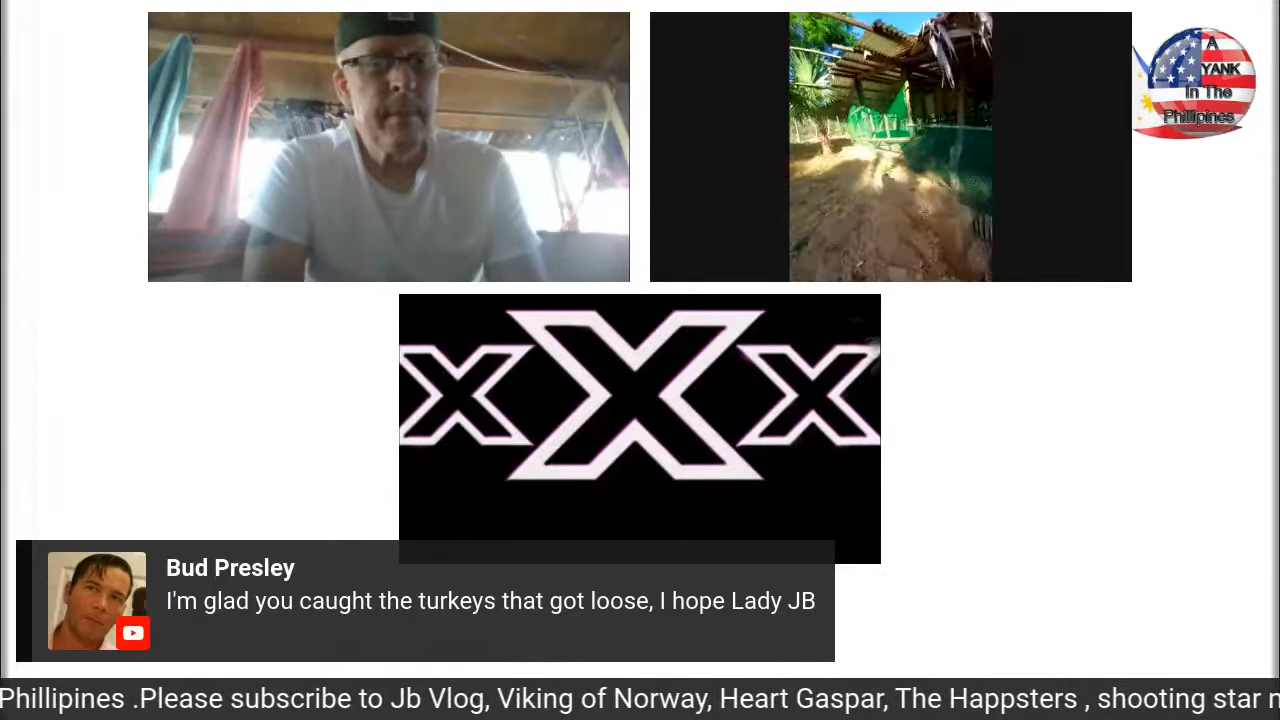 A
YANK
In The
Phillipines
XXX
Bud Presley
I'm glad you caught the turkeys that got loose, I hope Lady JB
Phillipines .Please subscribe to Jb Vlog, Viking of Norway, Heart Gaspar, The Happsters , shooting star